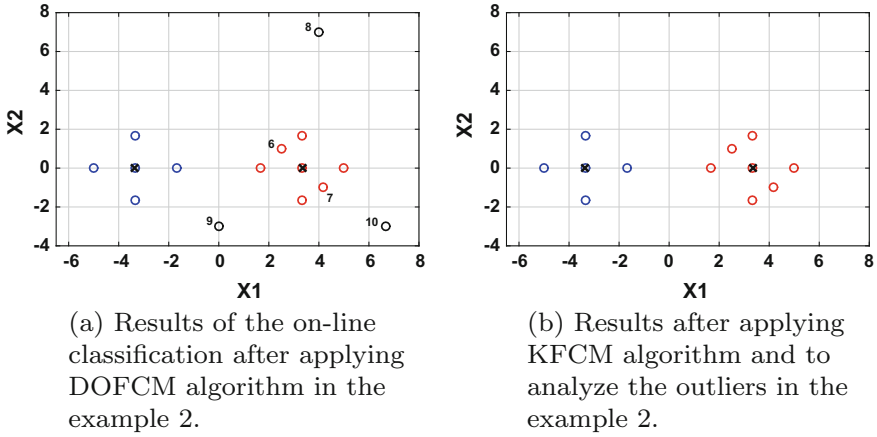 8
6
4
2
0
-2
-4
X2
8
6
7
9
10
-6 -4 -2 0 2 4 6 8
X1
(a) Results of the on-line
classification after applying
DOFCM algorithm in the
example 2.
8
6
4
2
0
-2
-4
X2
-6 -4 -2 0 2 4 6 8
X1
(b) Results after applying
KFCM algorithm and to
analyze the outliers in the
example 2.